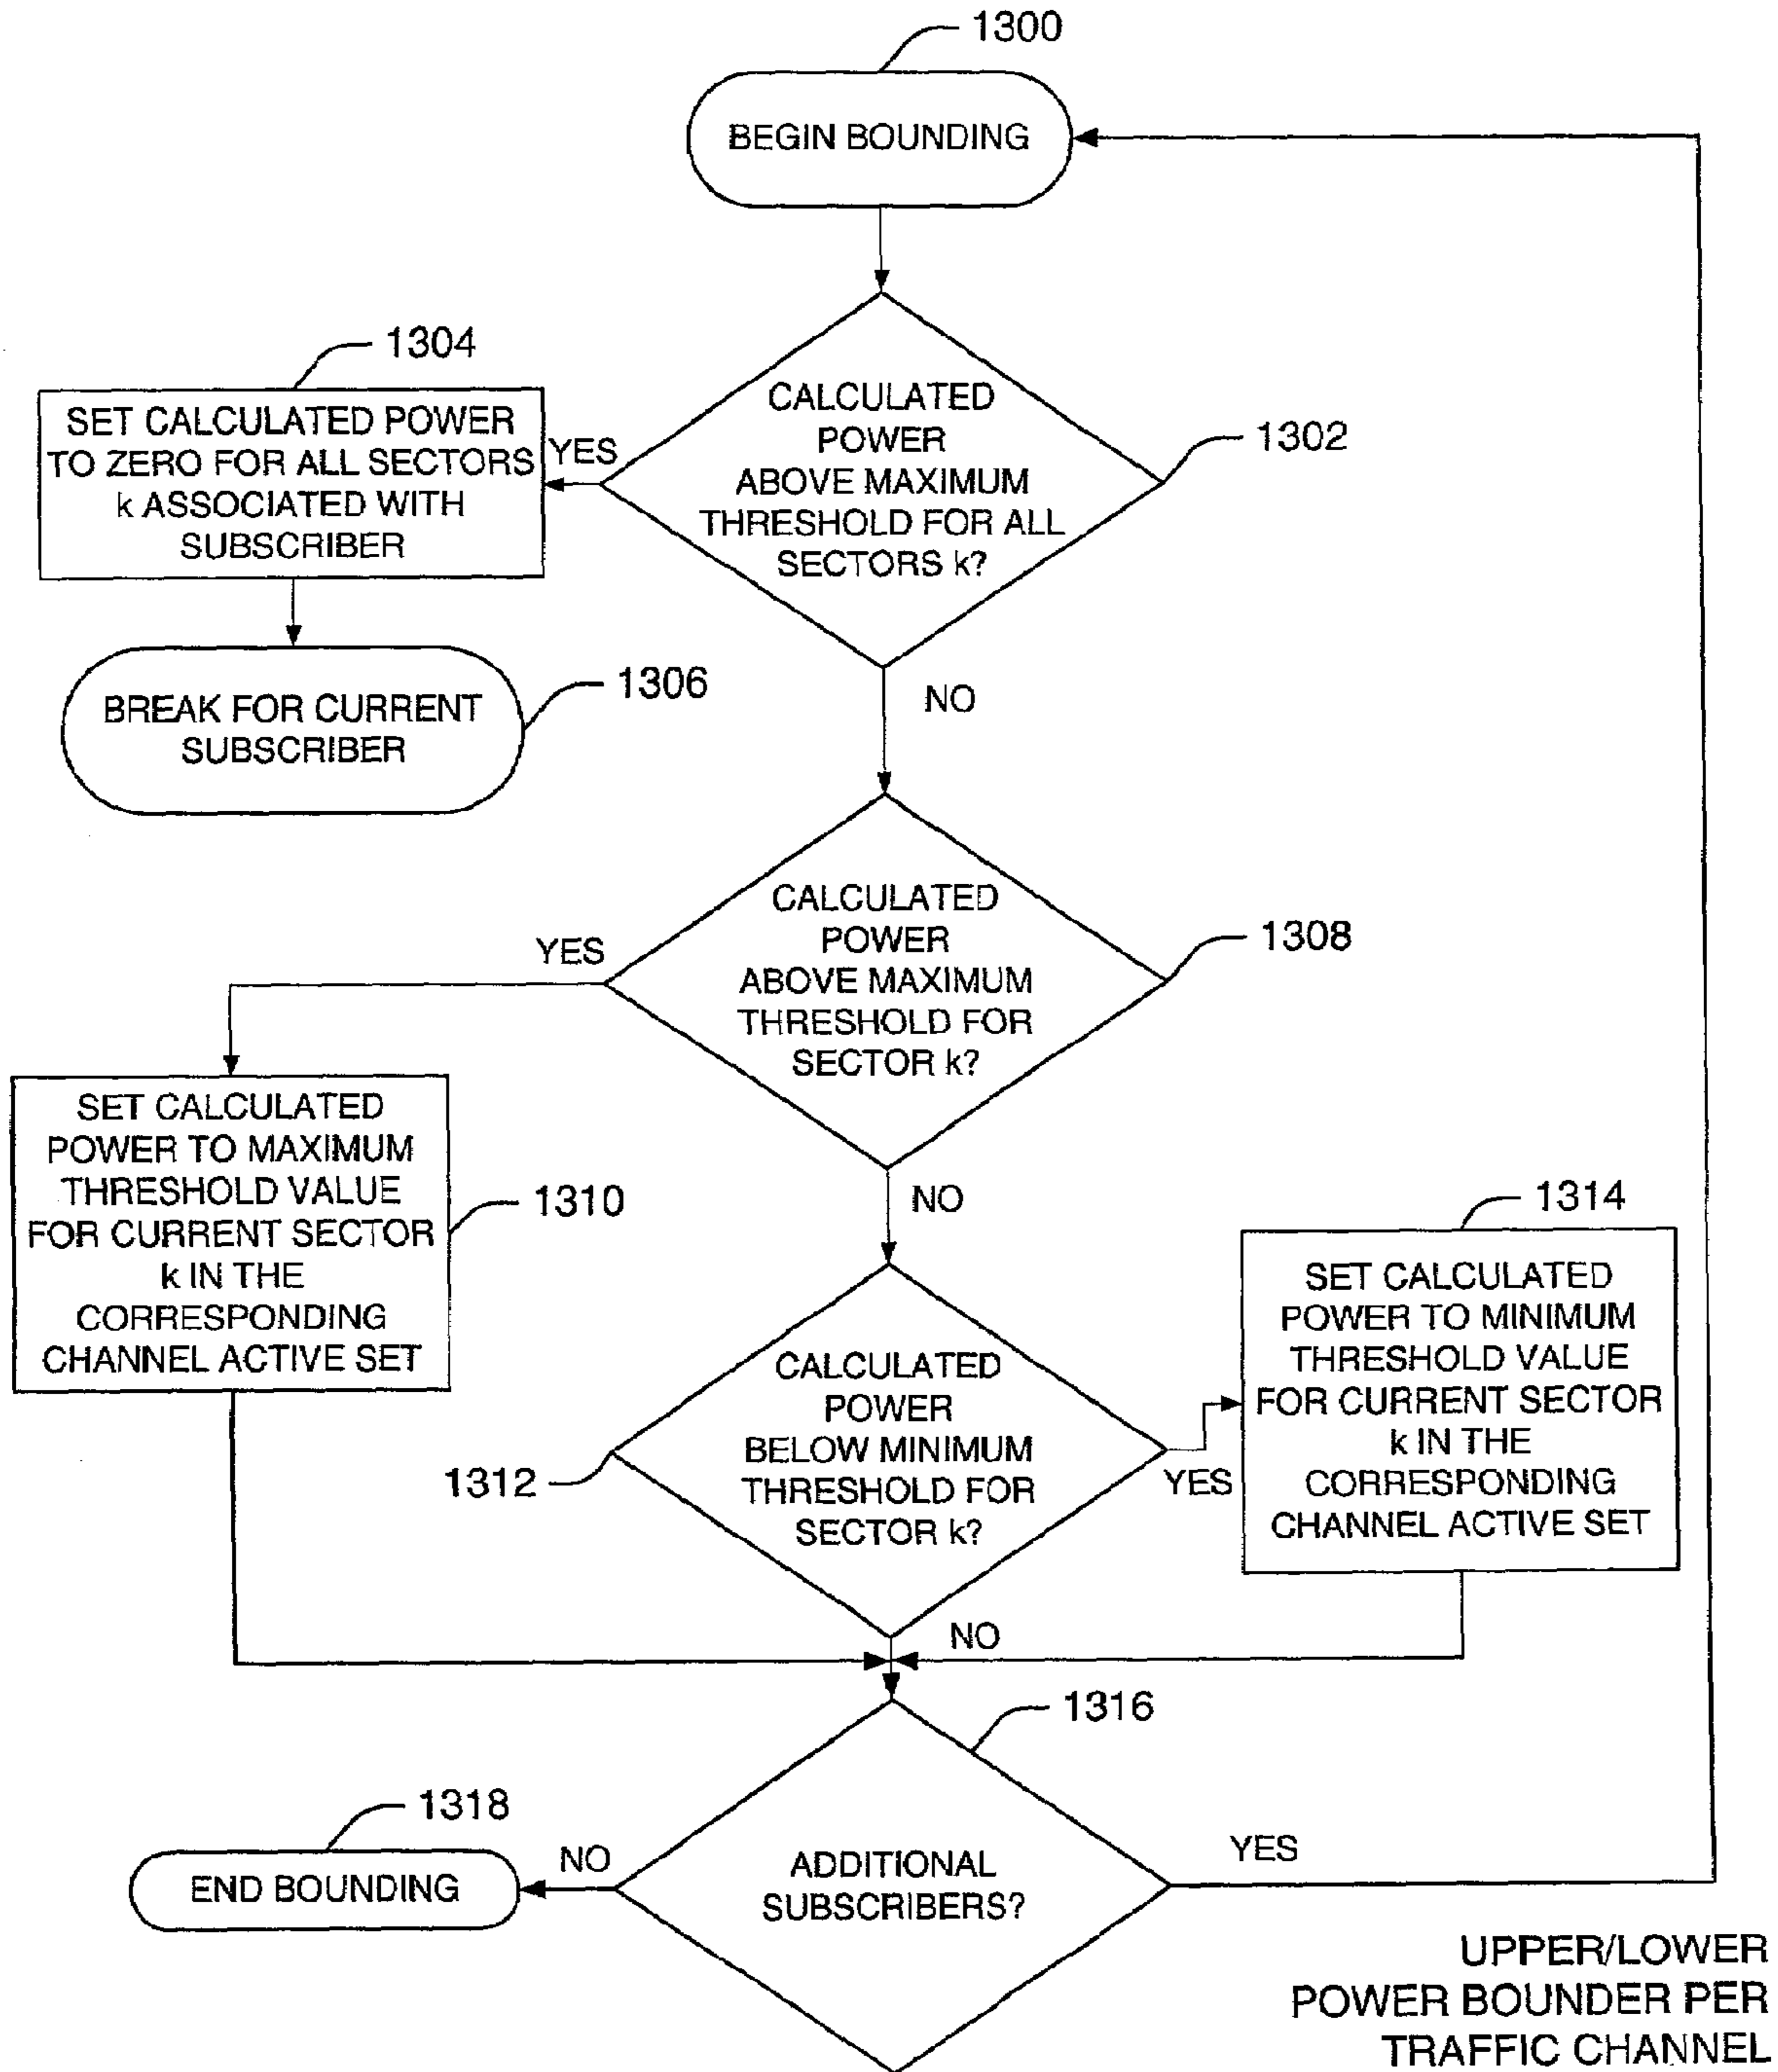 1300
BEGIN BOUNDING
1304
SET CALCULATED POWER
TO ZERO FOR ALL SECTORS
k ASSOCIATED WITH
SUBSCRIBER
YES
CALCULATED
POWER
ABOVE MAXIMUM
THRESHOLD FOR ALL
SECTORS k?
1302
BREAK FOR CURRENT
SUBSCRIBER
1306
NO
CALCULATED
POWER
ABOVE MAXIMUM
THRESHOLD FOR
SECTOR k?
1308
YES
SET CALCULATED
POWER TO MAXIMUM
THRESHOLD VALUE
FOR CURRENT SECTOR
k IN THE
CORRESPONDING
CHANNEL ACTIVE SET
1310
NO
1314
SET CALCULATED
POWER TO MINIMUM
THRESHOLD VALUE
FOR CURRENT SECTOR
k IN THE
CORRESPONDING
CHANNEL ACTIVE SET
CALCULATED
POWER
BELOW MINIMUM
THRESHOLD FOR
SECTOR k?
1312
YES
NO
1316
1318
END BOUNDING
NO
ADDITIONAL
SUBSCRIBERS?
YES
UPPER/LOWER
POWER BOUNDER PER
TRAFFIC CHANNEL